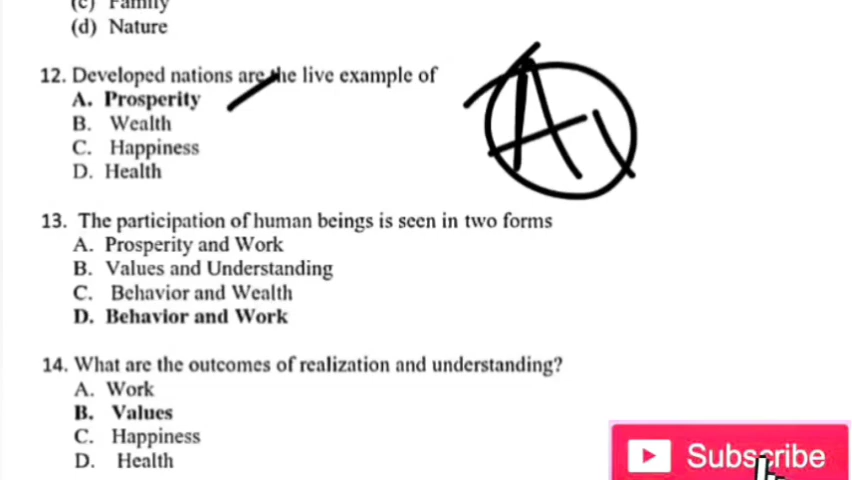 (c) Family
(d) Nature
12. Developed nations are the live example of
A. Prosperity
B. Wealth
C. Happiness
D. Health
A
13. The participation of human beings is seen in two forms
A. Prosperity and Work
B. Values and Understanding
C. Behavior and Wealth
D. Behavior and Work
14. What are the outcomes of realization and understanding?
A. Work
B. Values
C. Happiness
D. Health
Subscribe